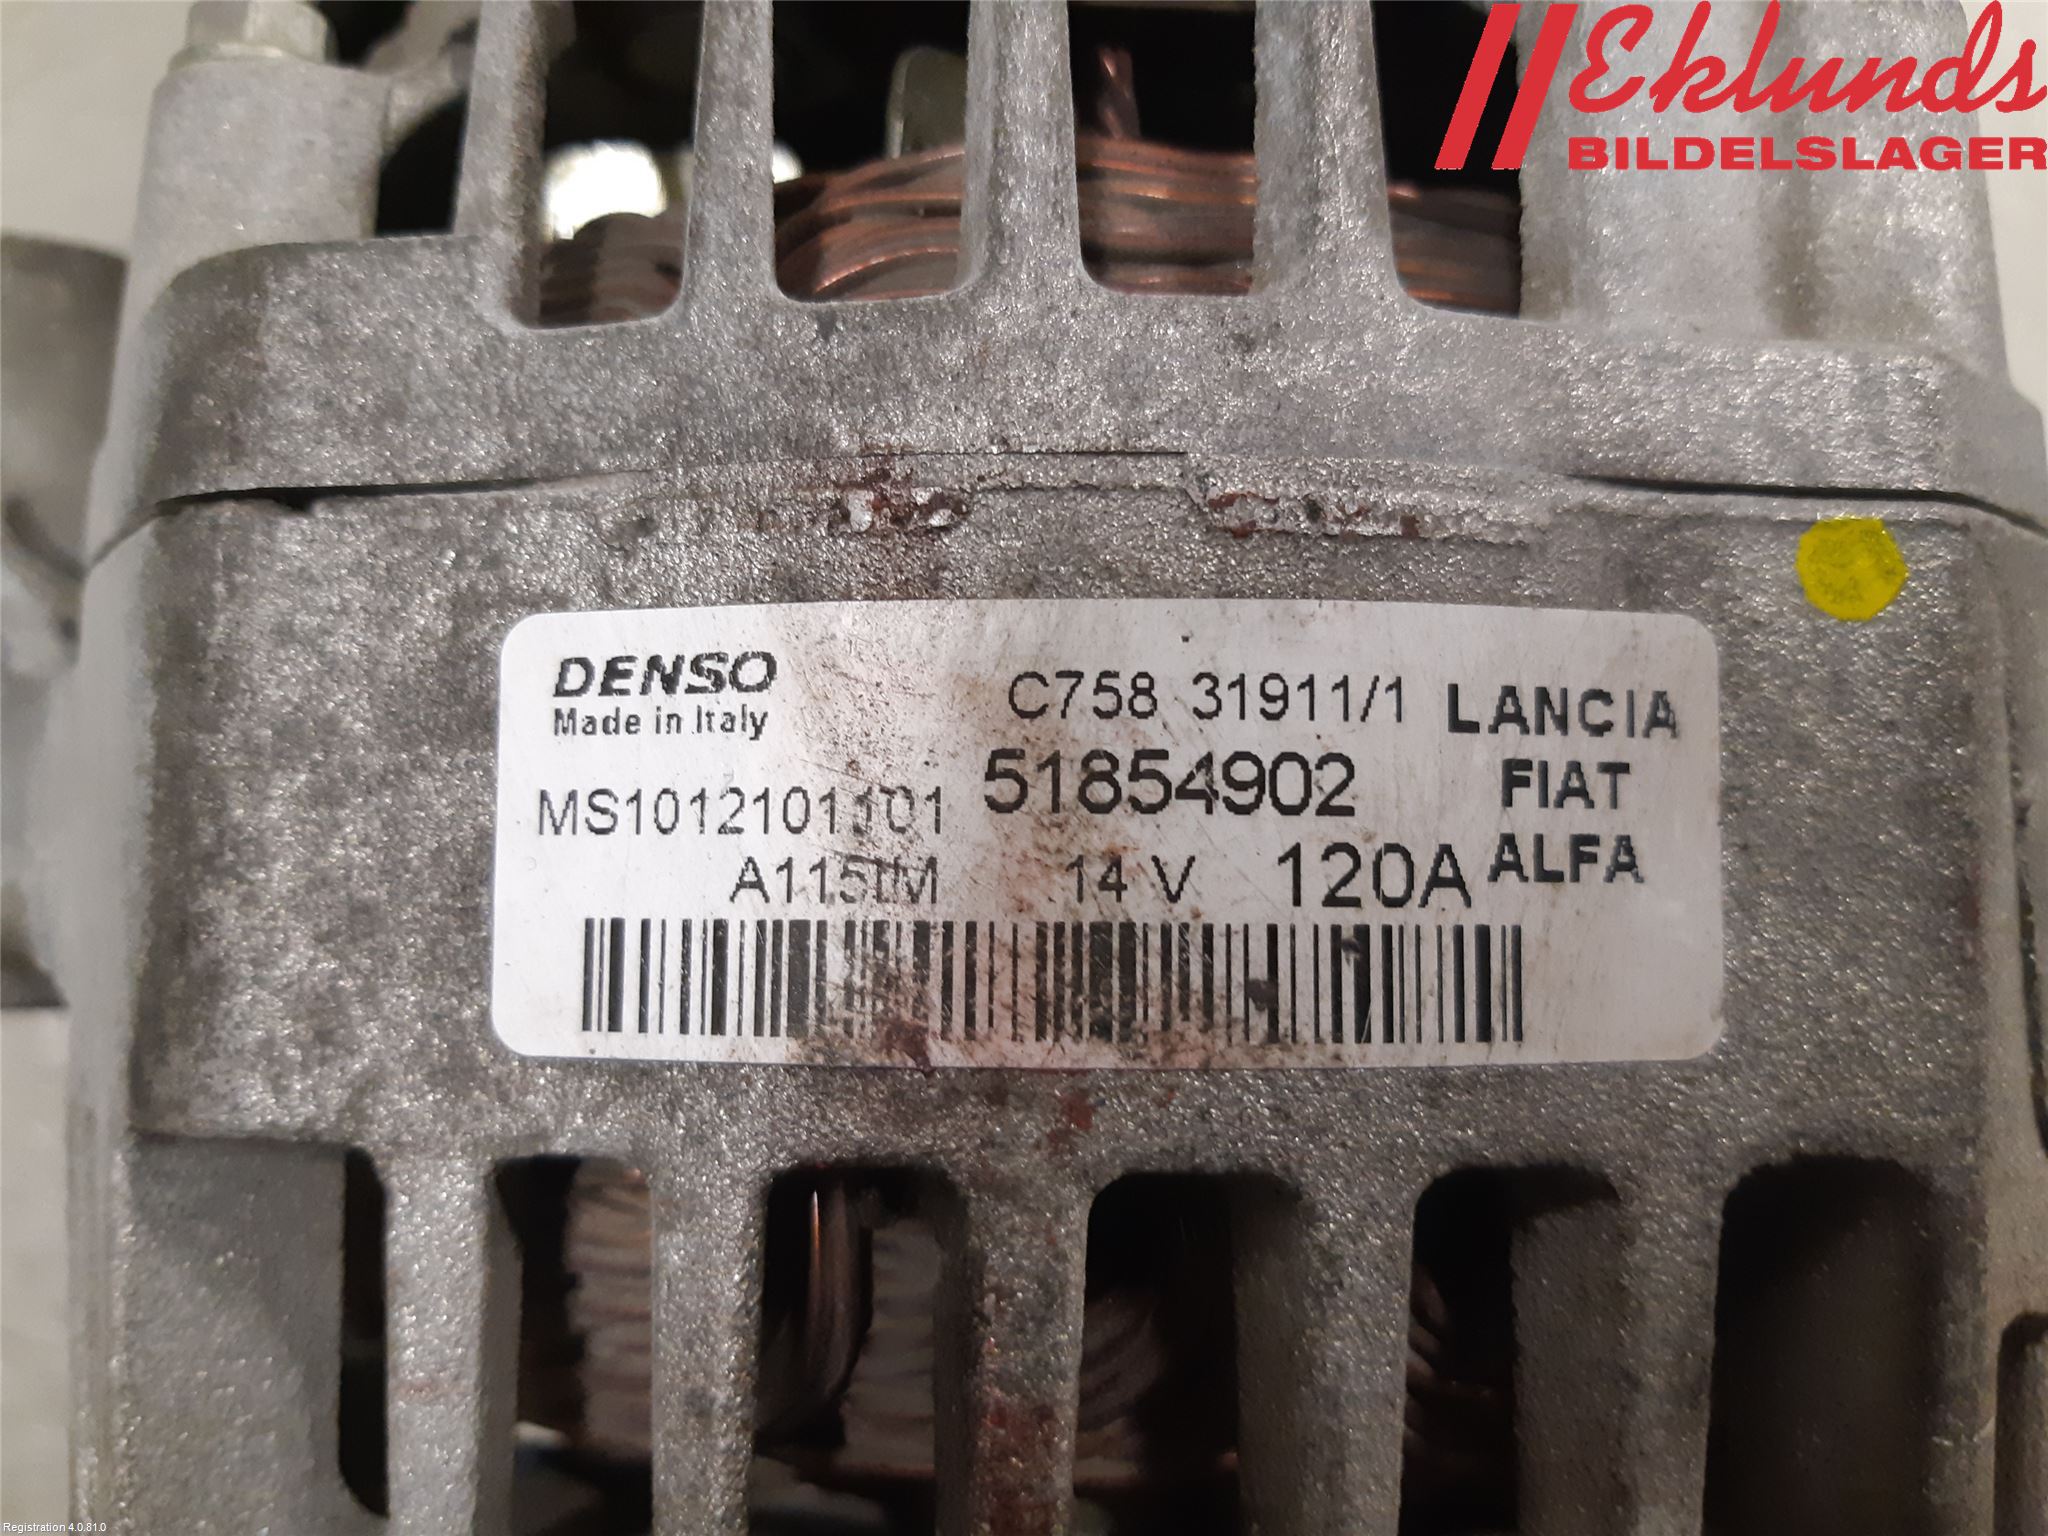 Eklunds
BILDELSLAGER
DENSO
Made in Italy
C758 31911/1
LANCIA
51854902
FIAT
MS1012101101
ALFA
14 V 120A
Registration 4.0.81.0